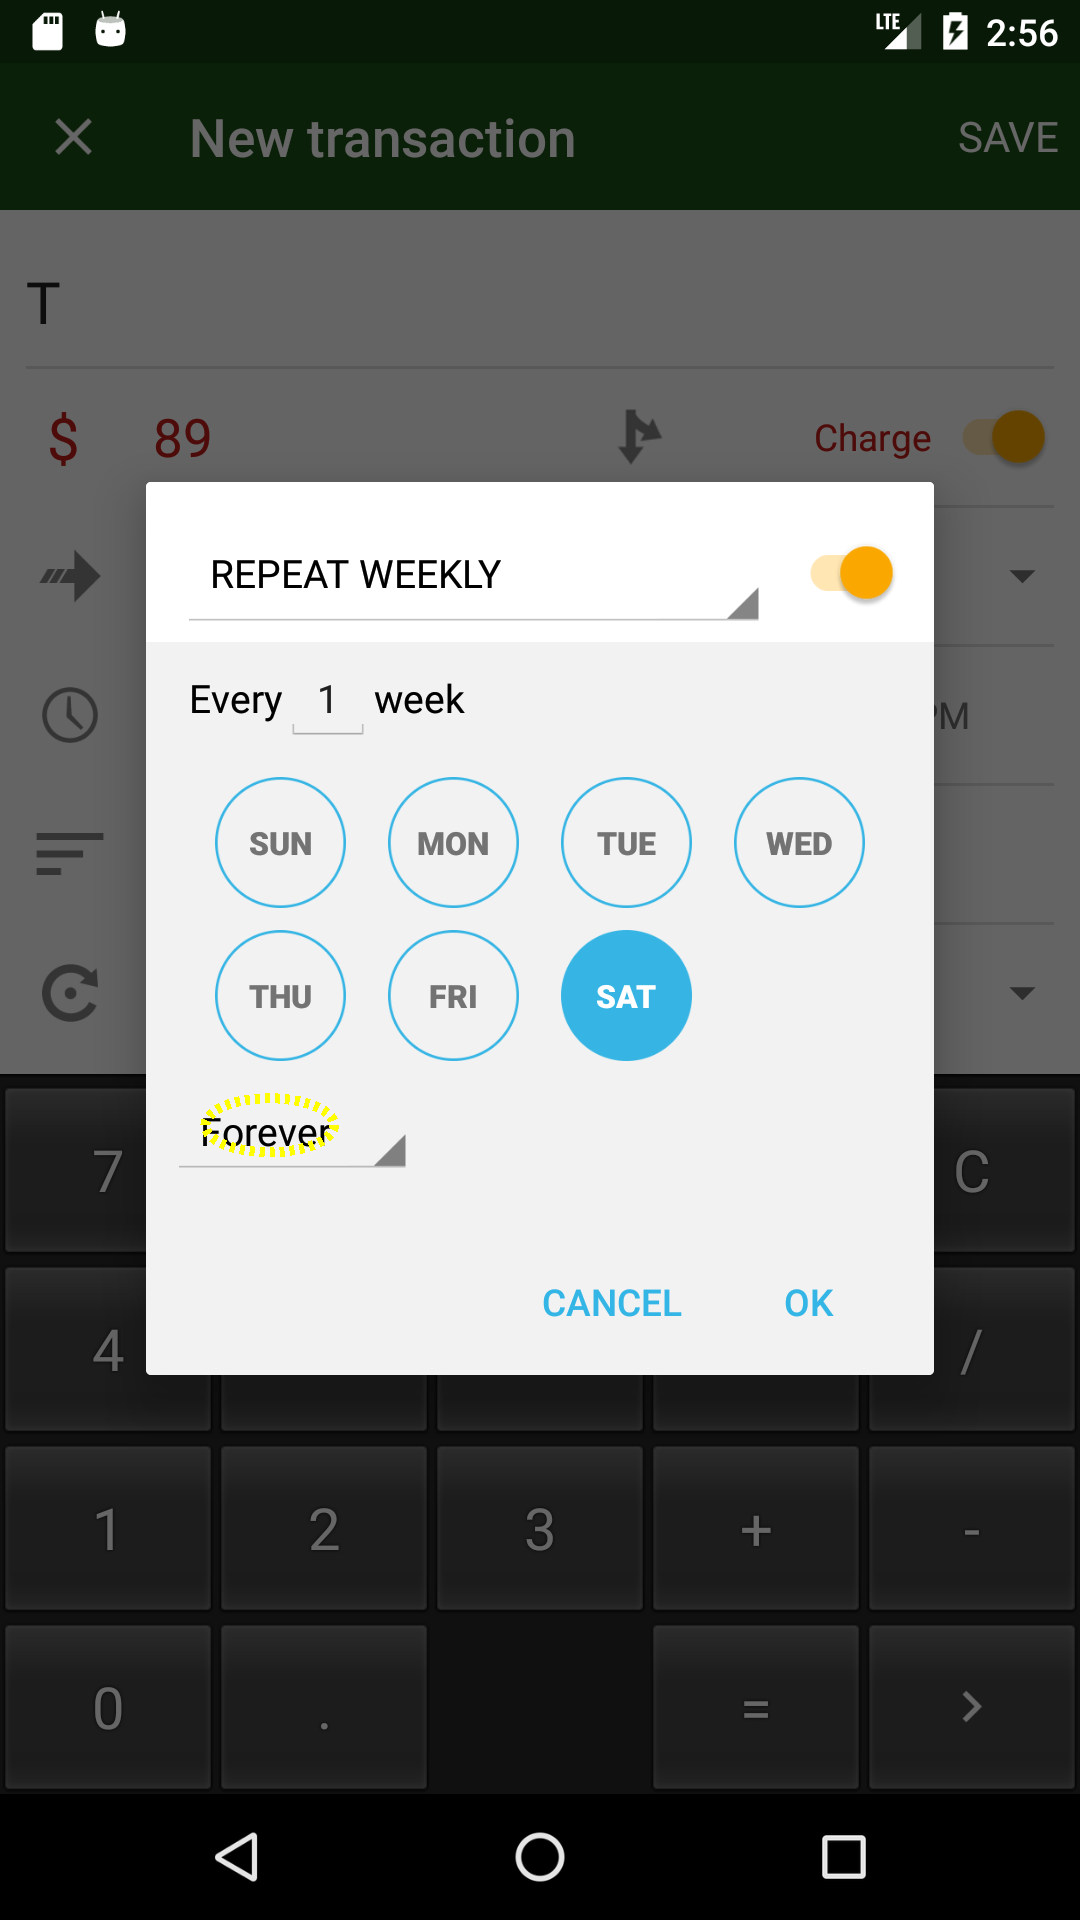 LTE 2:56
New transaction SAVE
T
$ 89 Charge
REPEAT WEEKLY
Every 1 week
PM
SUN MON TUE WED
THU FRI SAT
Forever
7 C
CANCEL OK
4 /
1 2 3 + -
0 . = >